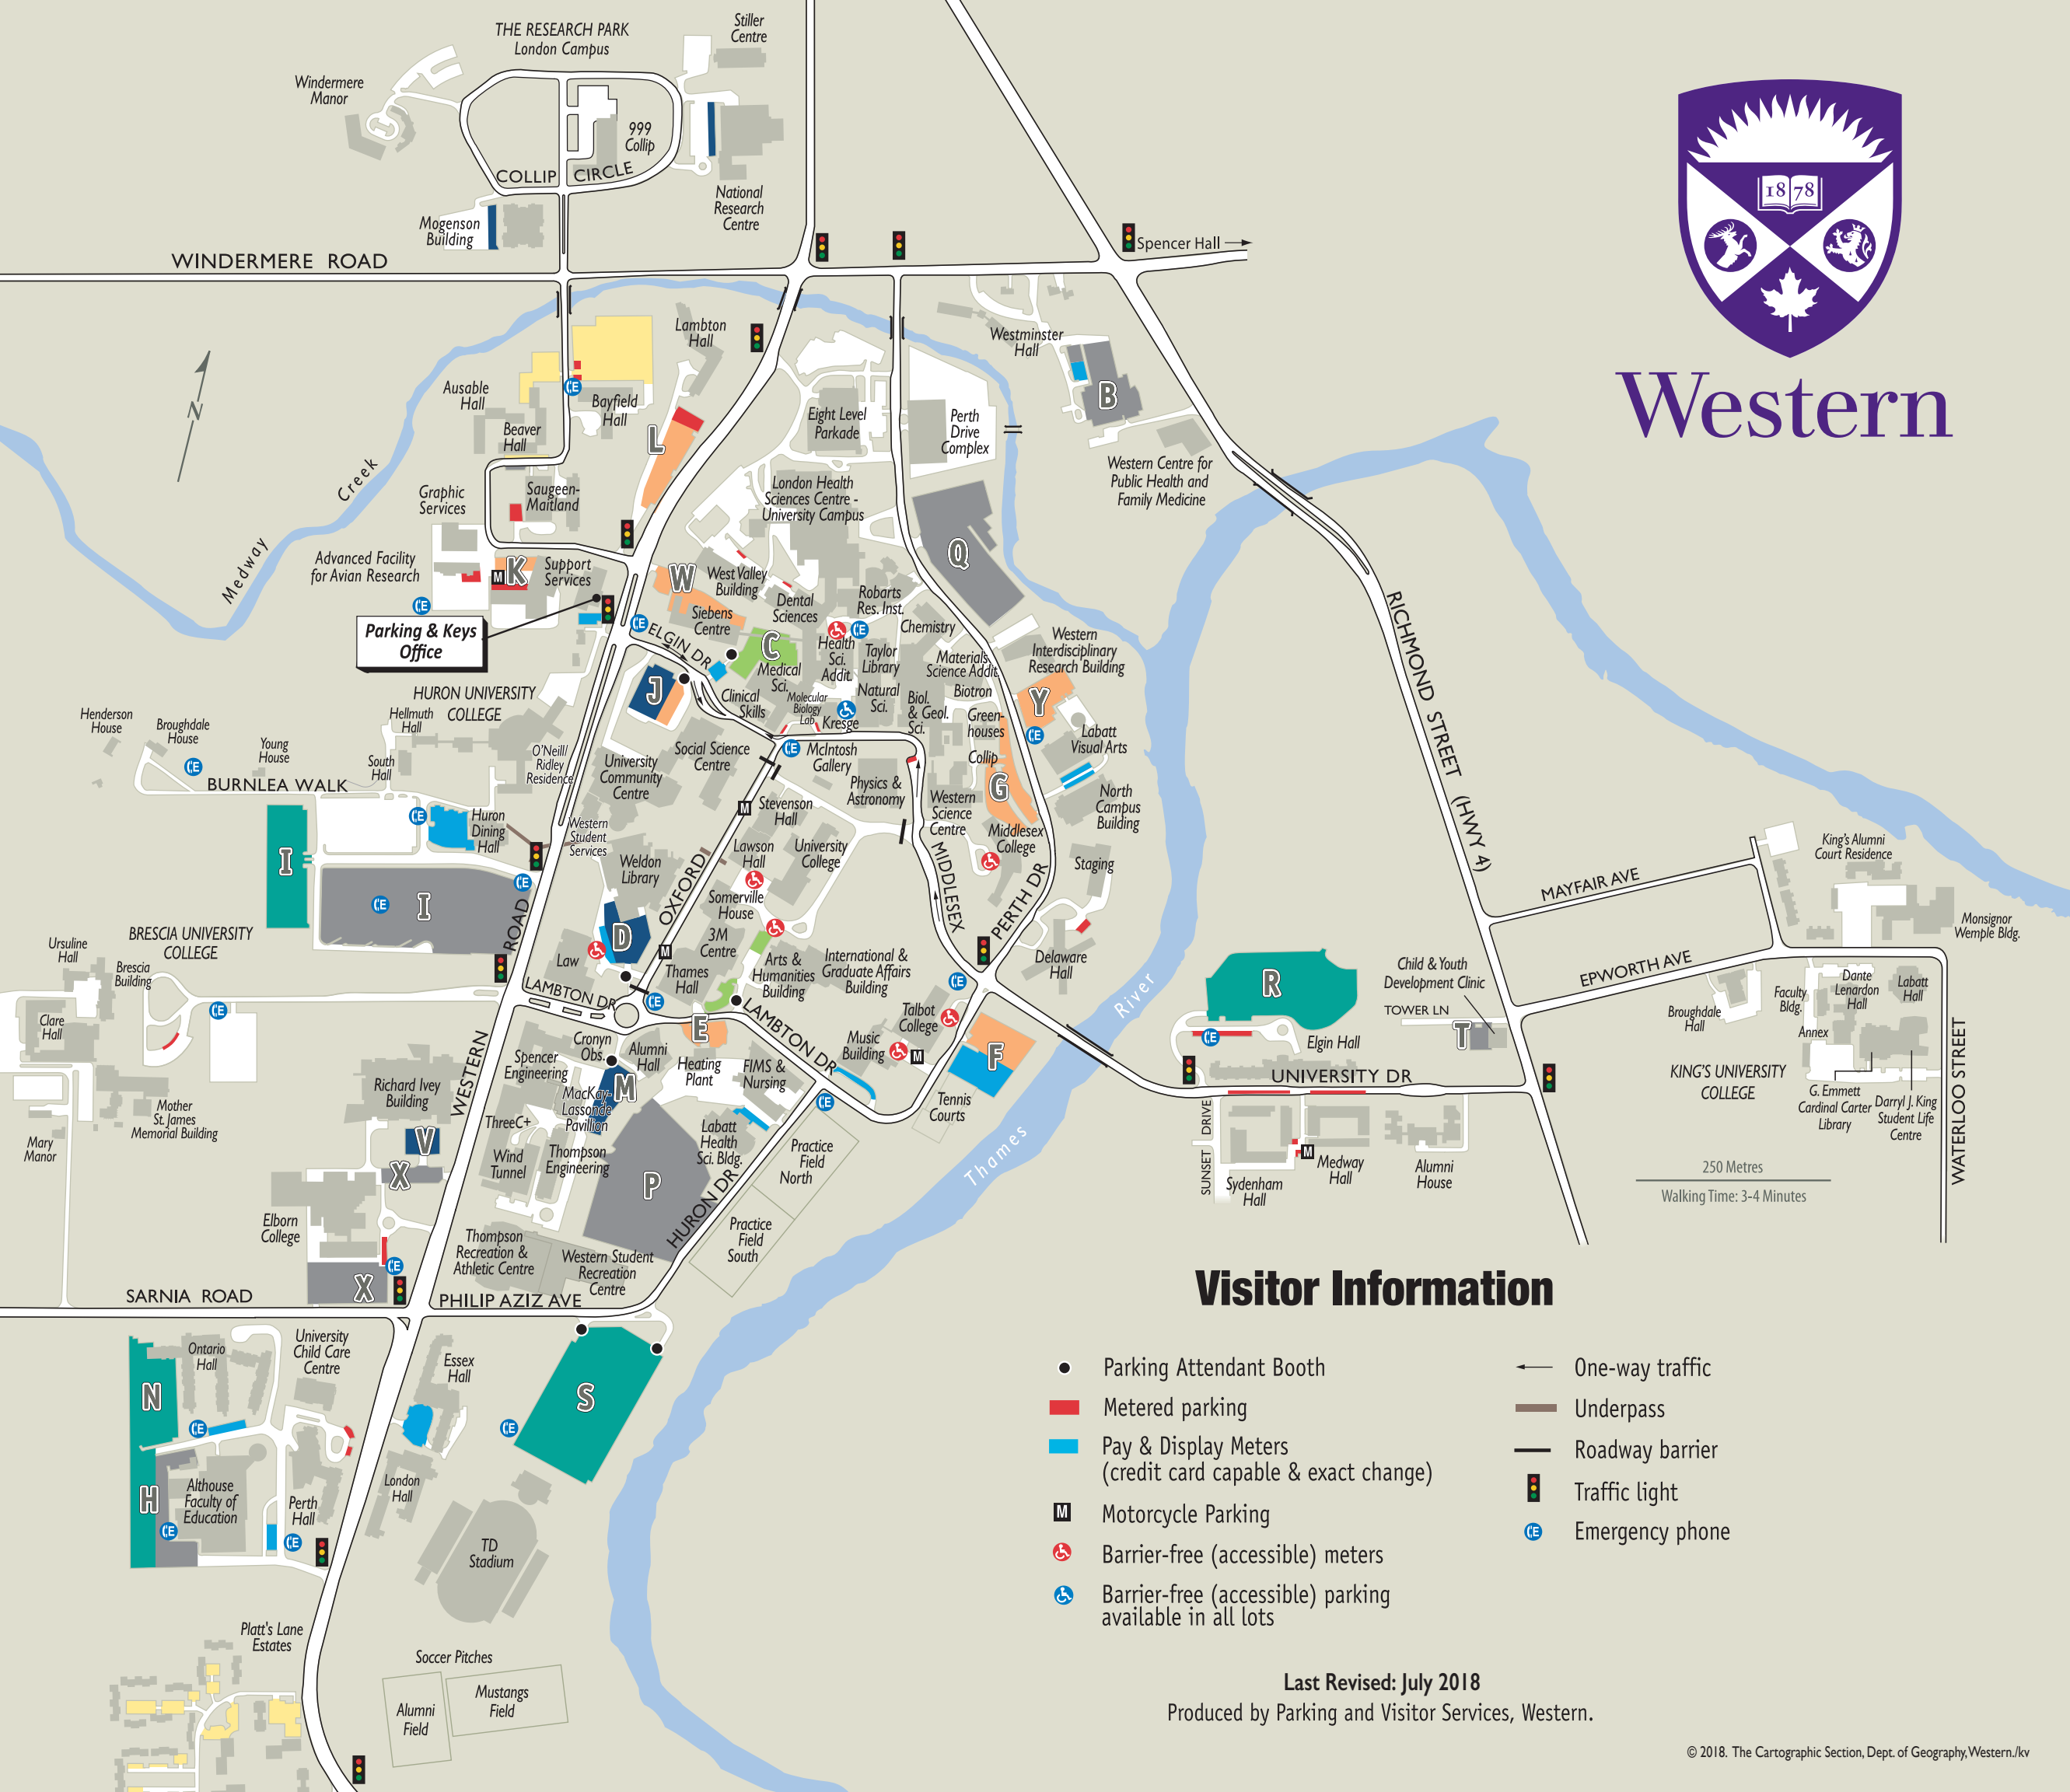 THE RESEARCH PARK
London Campus
Stiller
Centre
Windermere
Manor
999
Collip
COLLIP CIRCLE
National
Research
Centre
Mogenson
Building
WINDERMERE ROAD
Spencer Hall
1878
Western
Lambton
Hall
Westminster
Hall
B
Ausable
Hall
Bayfield
Hall
Beaver
Hall
L
Eight Level
Parkade
Perth
Drive
Complex
Western Centre for
Public Health and
Family Medicine
N
Medway Creek
Graphic
Services
Saugeen-
Maitland
London Health
Sciences Centre -
University Campus
Q
Advanced Facility
for Avian Research
M
K
Support
Services
W
West Valley
Building
Siebens
Centre
Dental
Sciences
Robarts
Res. Inst.
Parking & Keys
Office
ELGIN DR
C
Health
Sci.
Addit.
Chemistry
Taylor
Library
Materials
Science Addit.
Western
Interdisciplinary
Research Building
RICHMOND STREET (HWY 4)
Medical
Sci.
J
Clinical
Skills
Molecular
Biology
Lab
Kresge
Natural
Sci.
Biol.
& Geol.
Sci.
Biotron
Green-
houses
Y
HURON UNIVERSITY
COLLEGE
Hellmuth
Hall
Henderson
House
Broughdale
House
Young
House
South
Hall
O'Neill/
Ridley
Residence
BURNLEA WALK
University
Community
Centre
Social Science
Centre
McIntosh
Gallery
Physics &
Astronomy
Collip
G
Labatt
Visual Arts
North
Campus
Building
Western
Science
Centre
Middlesex
College
Staging
M
Stevenson
Hall
Huron
Dining
Hall
Western
Student
Services
Weldon
Library
Lawson
Hall
University
College
I
I
OXFORD
MIDDLESEX
PERTH DR
Somerville
House
D
M
Law
3M
Centre
Thames
Hall
Arts &
Humanities
Building
International &
Graduate Affairs
Building
Delaware
Hall
BRESCIA UNIVERSITY
COLLEGE
Ursuline
Hall
Brescia
Building
Clare
Hall
LAMBTON DR
E
LAMBTON DR
Talbot
College
Music
Building
M
F
Tennis
Courts
River
Thames
R
Elgin Hall
UNIVERSITY DR
SUNSET DRIVE
Sydenham
Hall
M
Medway
Hall
Alumni
House
Child & Youth
Development Clinic
TOWER LN
T
MAYFAIR AVE
EPWORTH AVE
King's Alumni
Court Residence
Monsignor
Wemple Bldg.
Broughdale
Hall
Faculty
Bldg.
Dante
Lenardon
Hall
Labatt
Hall
Annex
KING'S UNIVERSITY
COLLEGE
G. Emmett
Cardinal Carter
Library
Darryl J. King
Student Life
Centre
WATERLOO STREET
250 Metres
Walking Time: 3-4 Minutes
Cronyn
Obs.
Spencer
Engineering
Alumni
Hall
Heating
Plant
FIMS &
Nursing
MacKay-
Lassonde
Pavilion
M
ThreeC+
Wind
Tunnel
Thompson
Engineering
Labatt
Health
Sci. Bldg.
P
HURON DR
Practice
Field
North
Practice
Field
South
Richard Ivey
Building
V
X
WESTERN ROAD
Mother
St. James
Memorial Building
Mary
Manor
Elborn
College
X
Thompson
Recreation &
Athletic Centre
Western Student
Recreation
Centre
SARNIA ROAD
PHILIP AZIZ AVE
Ontario
Hall
University
Child Care
Centre
Essex
Hall
N
S
H
Althouse
Faculty of
Education
Perth
Hall
London
Hall
TD
Stadium
Platt's Lane
Estates
Soccer Pitches
Alumni
Field
Mustangs
Field
Visitor Information
Parking Attendant Booth
Metered parking
Pay & Display Meters
(credit card capable & exact change)
M
Motorcycle Parking
Barrier-free (accessible) meters
Barrier-free (accessible) parking
available in all lots
One-way traffic
Underpass
Roadway barrier
Traffic light
Emergency phone
Last Revised: July 2018
Produced by Parking and Visitor Services, Western.
© 2018. The Cartographic Section, Dept. of Geography, Western./kv